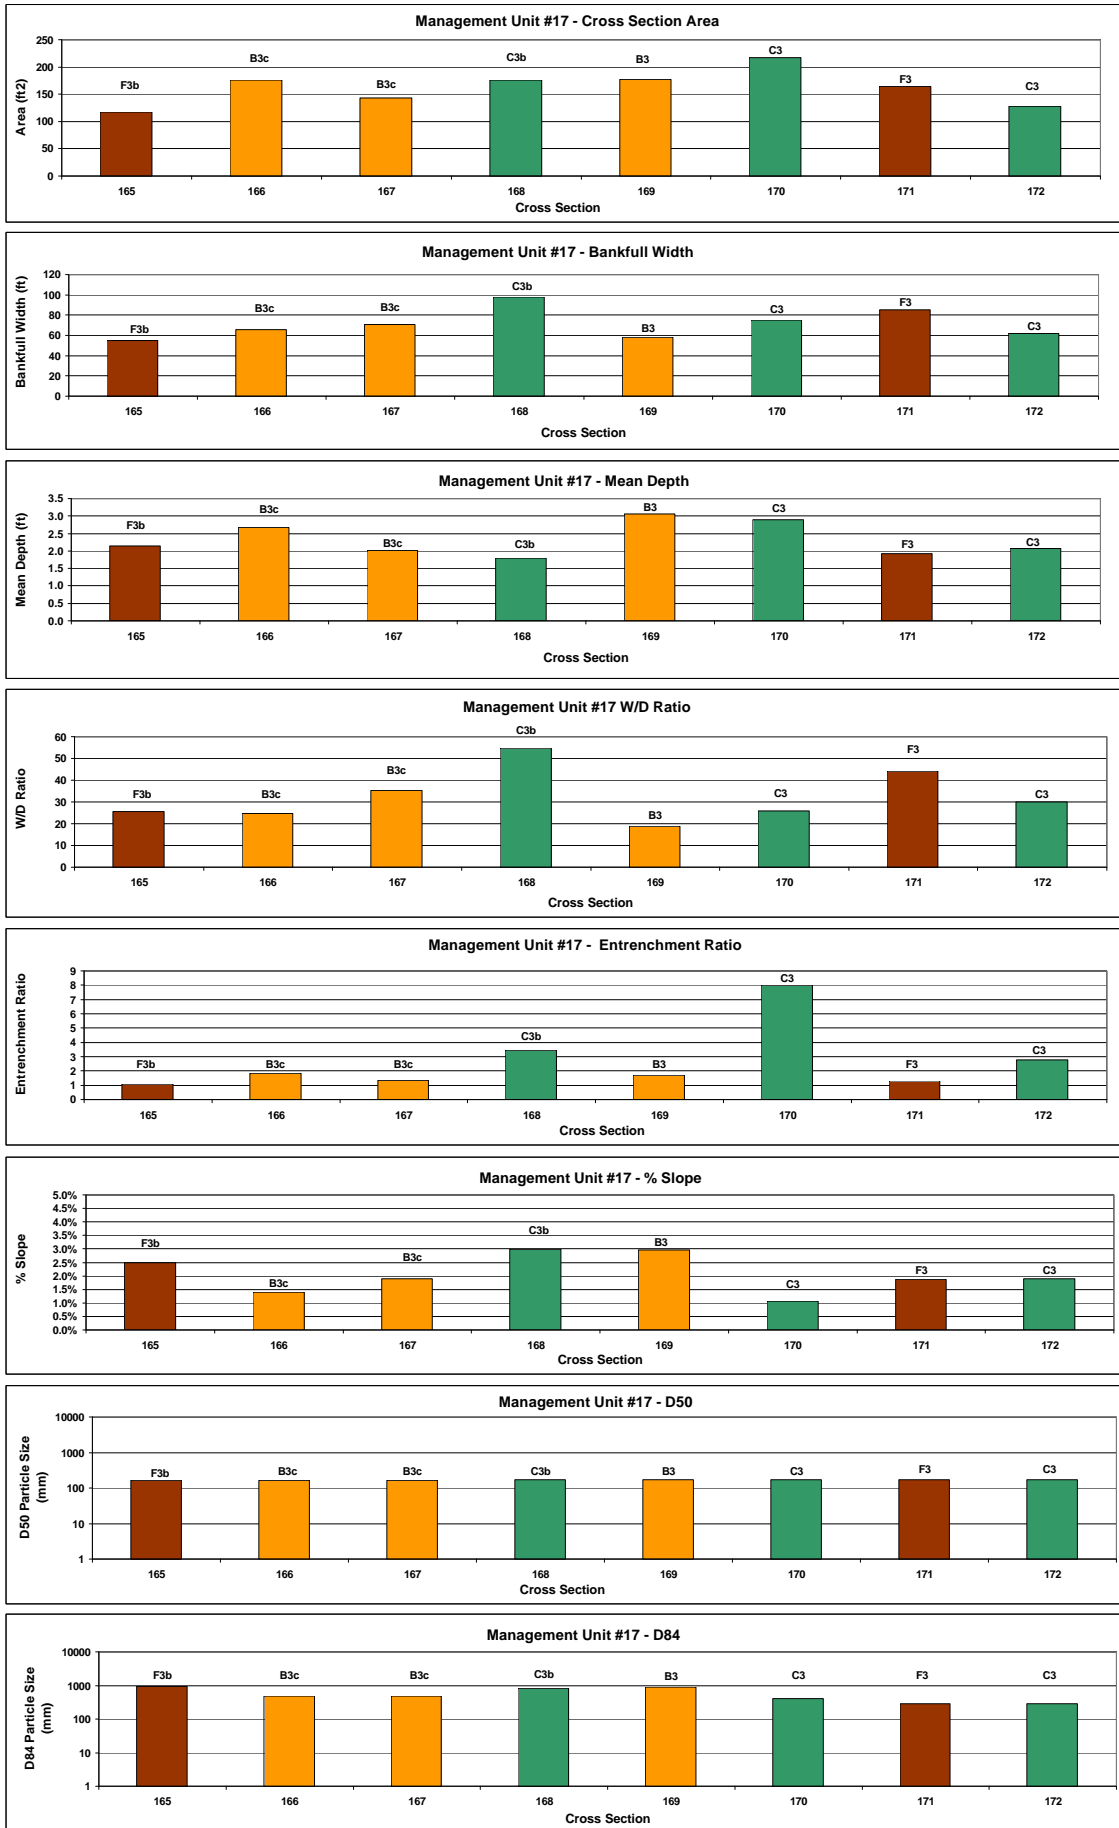 Management Unit #17 - Cross Section Area
Area (ft2)
250
200
150
100
50
0
F3b
B3c
B3c
C3b
B3
C3
F3
C3
165 166 167 168 169 170 171 172
Cross Section
Management Unit #17 - Bankfull Width
Bankfull Width (ft)
120
100
80
60
40
20
0
F3b
B3c
B3c
C3b
B3
C3
F3
C3
165 166 167 168 169 170 171 172
Cross Section
Management Unit #17 - Mean Depth
Mean Depth (ft)
3.5
3.0
2.5
2.0
1.5
1.0
0.5
0.0
F3b
B3c
B3c
C3b
B3
C3
F3
C3
165 166 167 168 169 170 171 172
Cross Section
Management Unit #17 W/D Ratio
W/D Ratio
60
50
40
30
20
10
0
F3b
B3c
B3c
C3b
B3
C3
F3
C3
165 166 167 168 169 170 171 172
Cross Section
Management Unit #17 - Entrenchment Ratio
Entrenchment Ratio
9
8
7
6
5
4
3
2
1
0
F3b
B3c
B3c
C3b
B3
C3
F3
C3
165 166 167 168 169 170 171 172
Cross Section
Management Unit #17 - % Slope
% Slope
5.0%
4.5%
4.0%
3.5%
3.0%
2.5%
2.0%
1.5%
1.0%
0.5%
0.0%
F3b
B3c
B3c
C3b
B3
C3
F3
C3
165 166 167 168 169 170 171 172
Cross Section
Management Unit #17 - D50
D50 Particle Size
(mm)
10000
1000
100
10
1
F3b
B3c
B3c
C3b
B3
C3
F3
C3
165 166 167 168 169 170 171 172
Cross Section
Management Unit #17 - D84
D84 Particle Size
(mm)
10000
1000
100
10
1
F3b
B3c
B3c
C3b
B3
C3
F3
C3
165 166 167 168 169 170 171 172
Cross Section